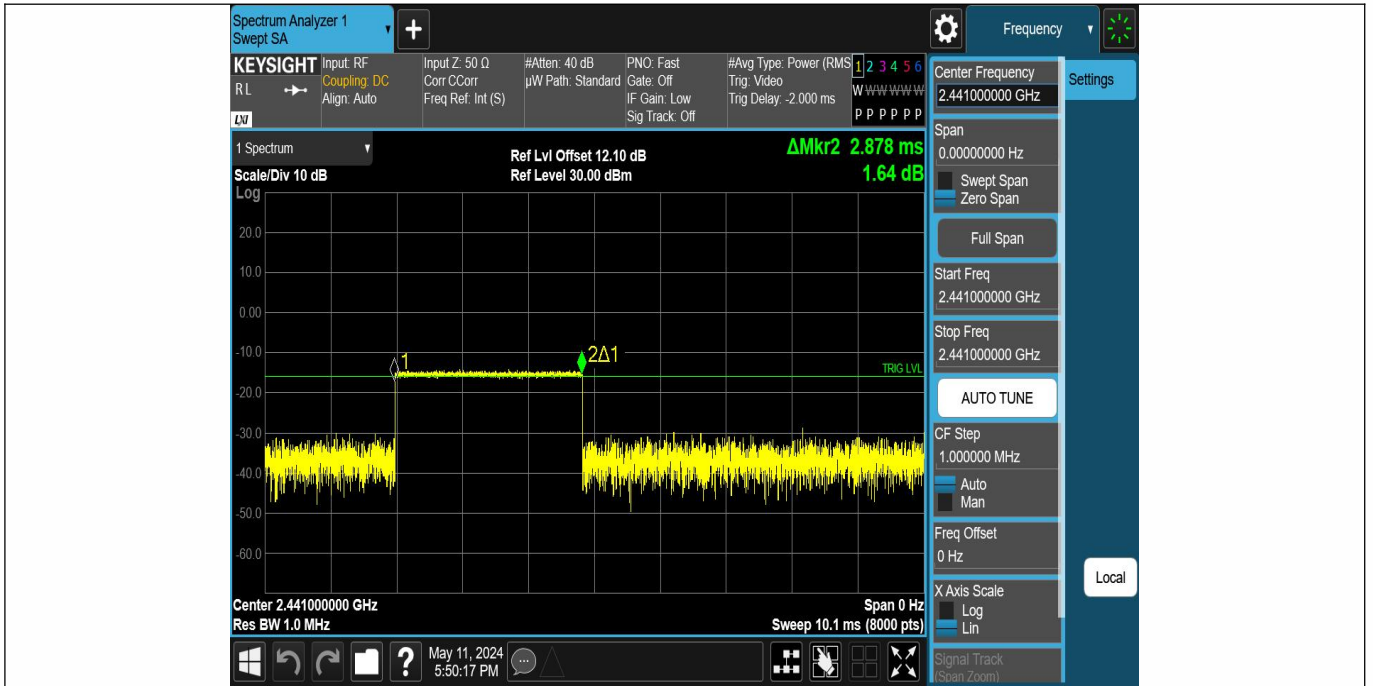 Spectrum Analyzer 1
Swept SA
+
Frequency
KEYSIGHT
RL
LXI
Input: RF
Coupling: DC
Align: Auto
Input Z: 50 Ω
Corr CCorr
Freq Ref: Int (S)
#Atten: 40 dB
µW Path: Standard
PNO: Fast
Gate: Off
IF Gain: Low
Sig Track: Off
#Avg Type: Power (RMS
Trig: Video
Trig Delay: -2.000 ms
1 2 3 4 5 6
W W W W W W
P P P P P P
1 Spectrum
Scale/Div 10 dB
Ref Lvl Offset 12.10 dB
Ref Level 30.00 dBm
ΔMkr2 2.878 ms
1.64 dB
Log
20.0
10.0
0.00
-10.0
-20.0
-30.0
-40.0
-50.0
-60.0
1
2Δ1
TRIG LVL
Center 2.441000000 GHz
Res BW 1.0 MHz
Span 0 Hz
Sweep 10.1 ms (8000 pts)
?
May 11, 2024
5:50:17 PM
Center Frequency
2.441000000 GHz
Span
0.00000000 Hz
Swept Span
Zero Span
Full Span
Start Freq
2.441000000 GHz
Stop Freq
2.441000000 GHz
AUTO TUNE
CF Step
1.000000 MHz
Auto
Man
Freq Offset
0 Hz
X Axis Scale
Log
Lin
Signal Track
(Span Zoom)
Settings
Local